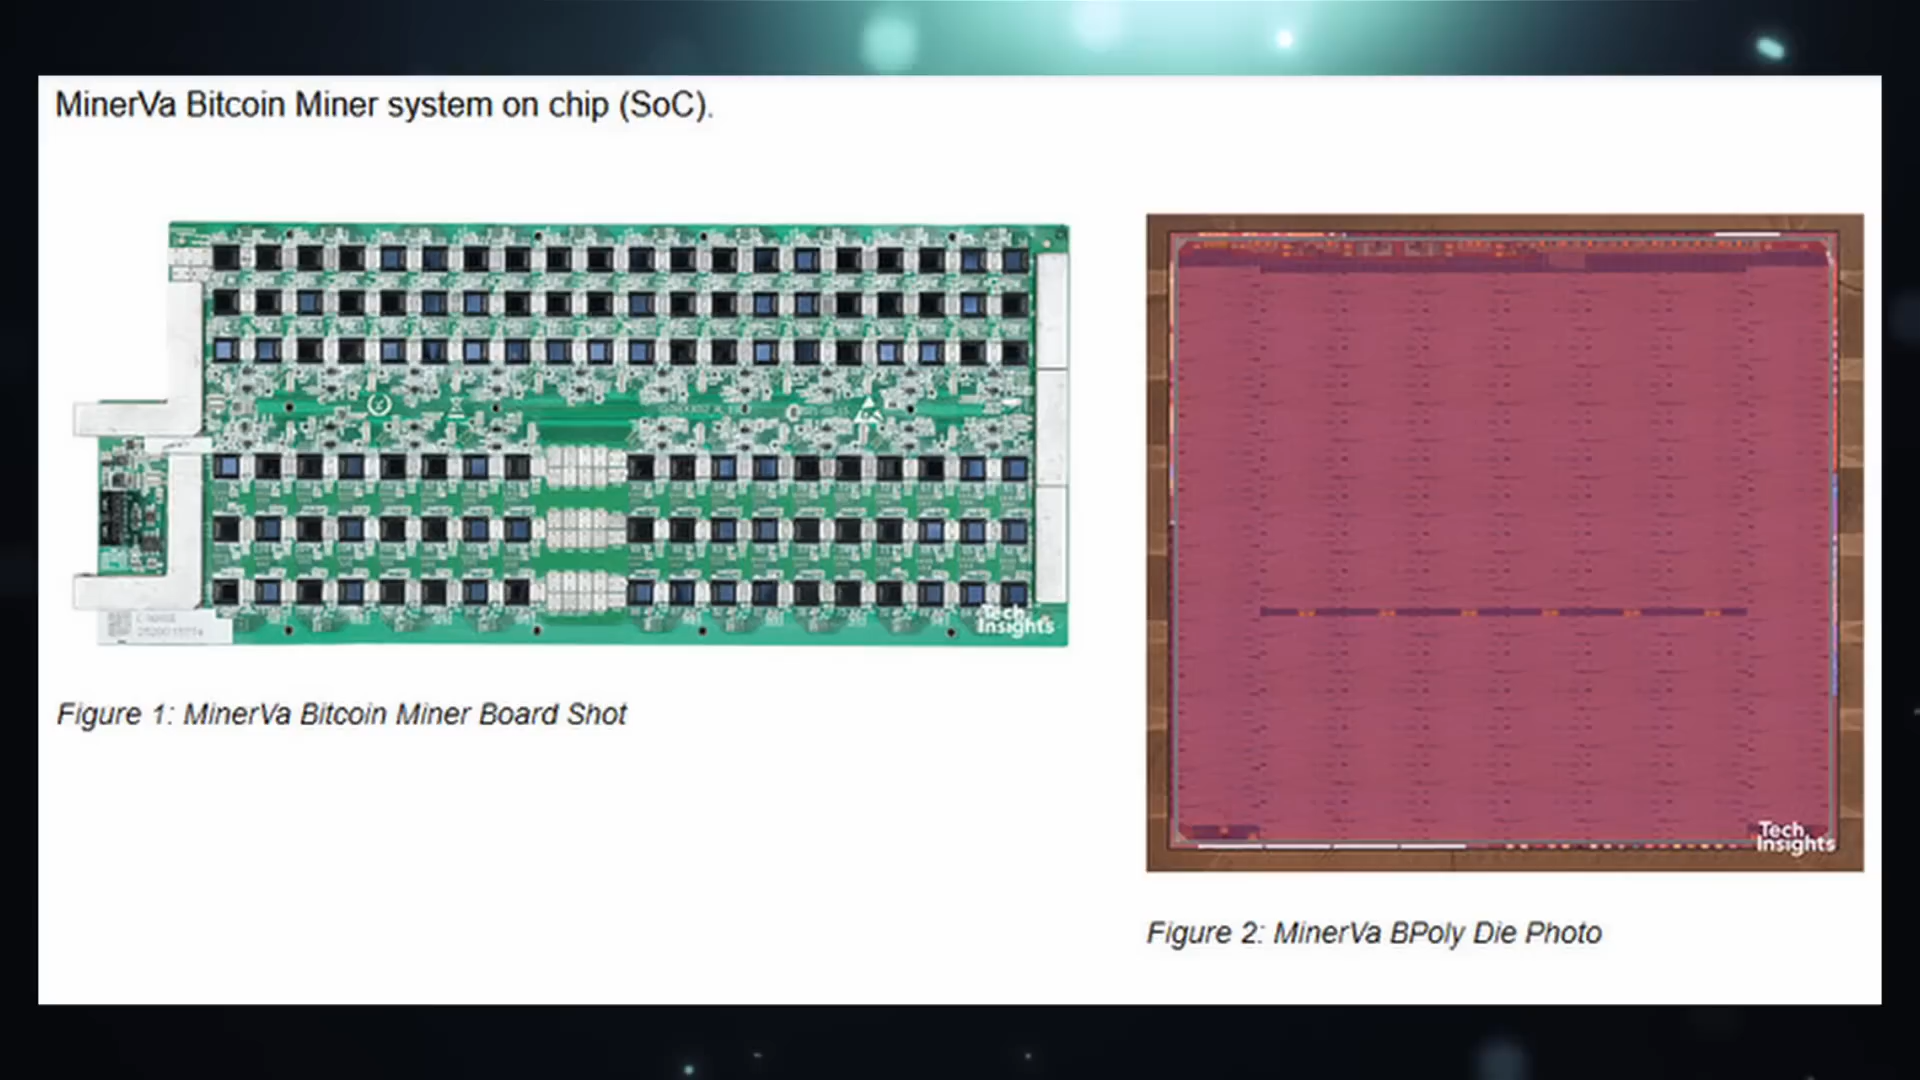 MinerVa Bitcoin Miner system on chip (SoC).
Tech
Insights
Figure 1: MinerVa Bitcoin Miner Board Shot
Tech
Insights
Figure 2: MinerVa BPoly Die Photo